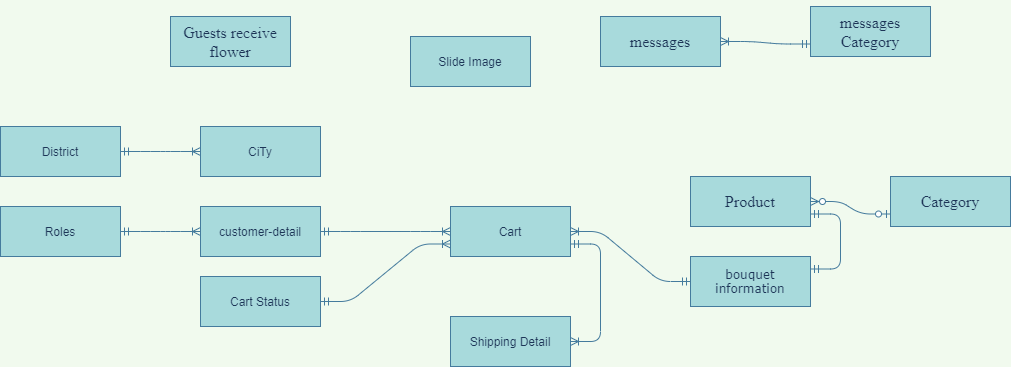 Guests receive
flower
Slide Image
messages
messages
Category
District
CiTy
Product
Category
Roles
customer-detail
Cart
Cart Status
bouquet
information
Shipping Detail